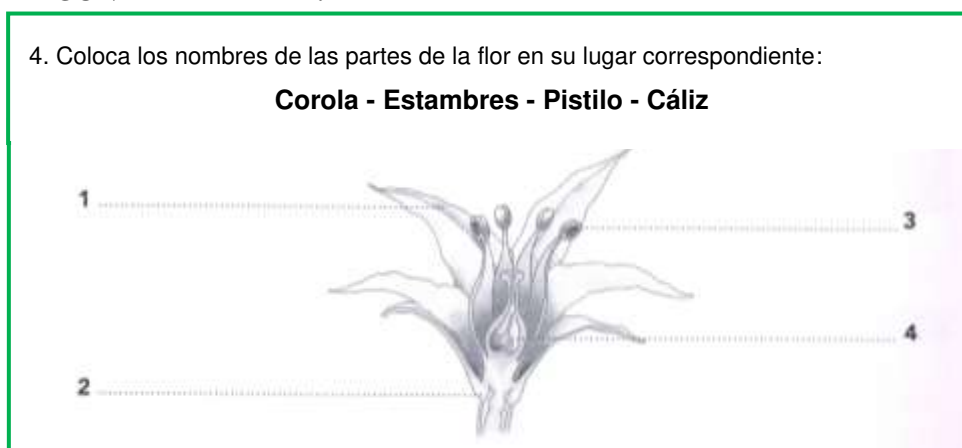 4. Coloca los nombres de las partes de la flor en su lugar correspondiente:
Corola - Estambres - Pistilo - Cáliz
1
3
4
2